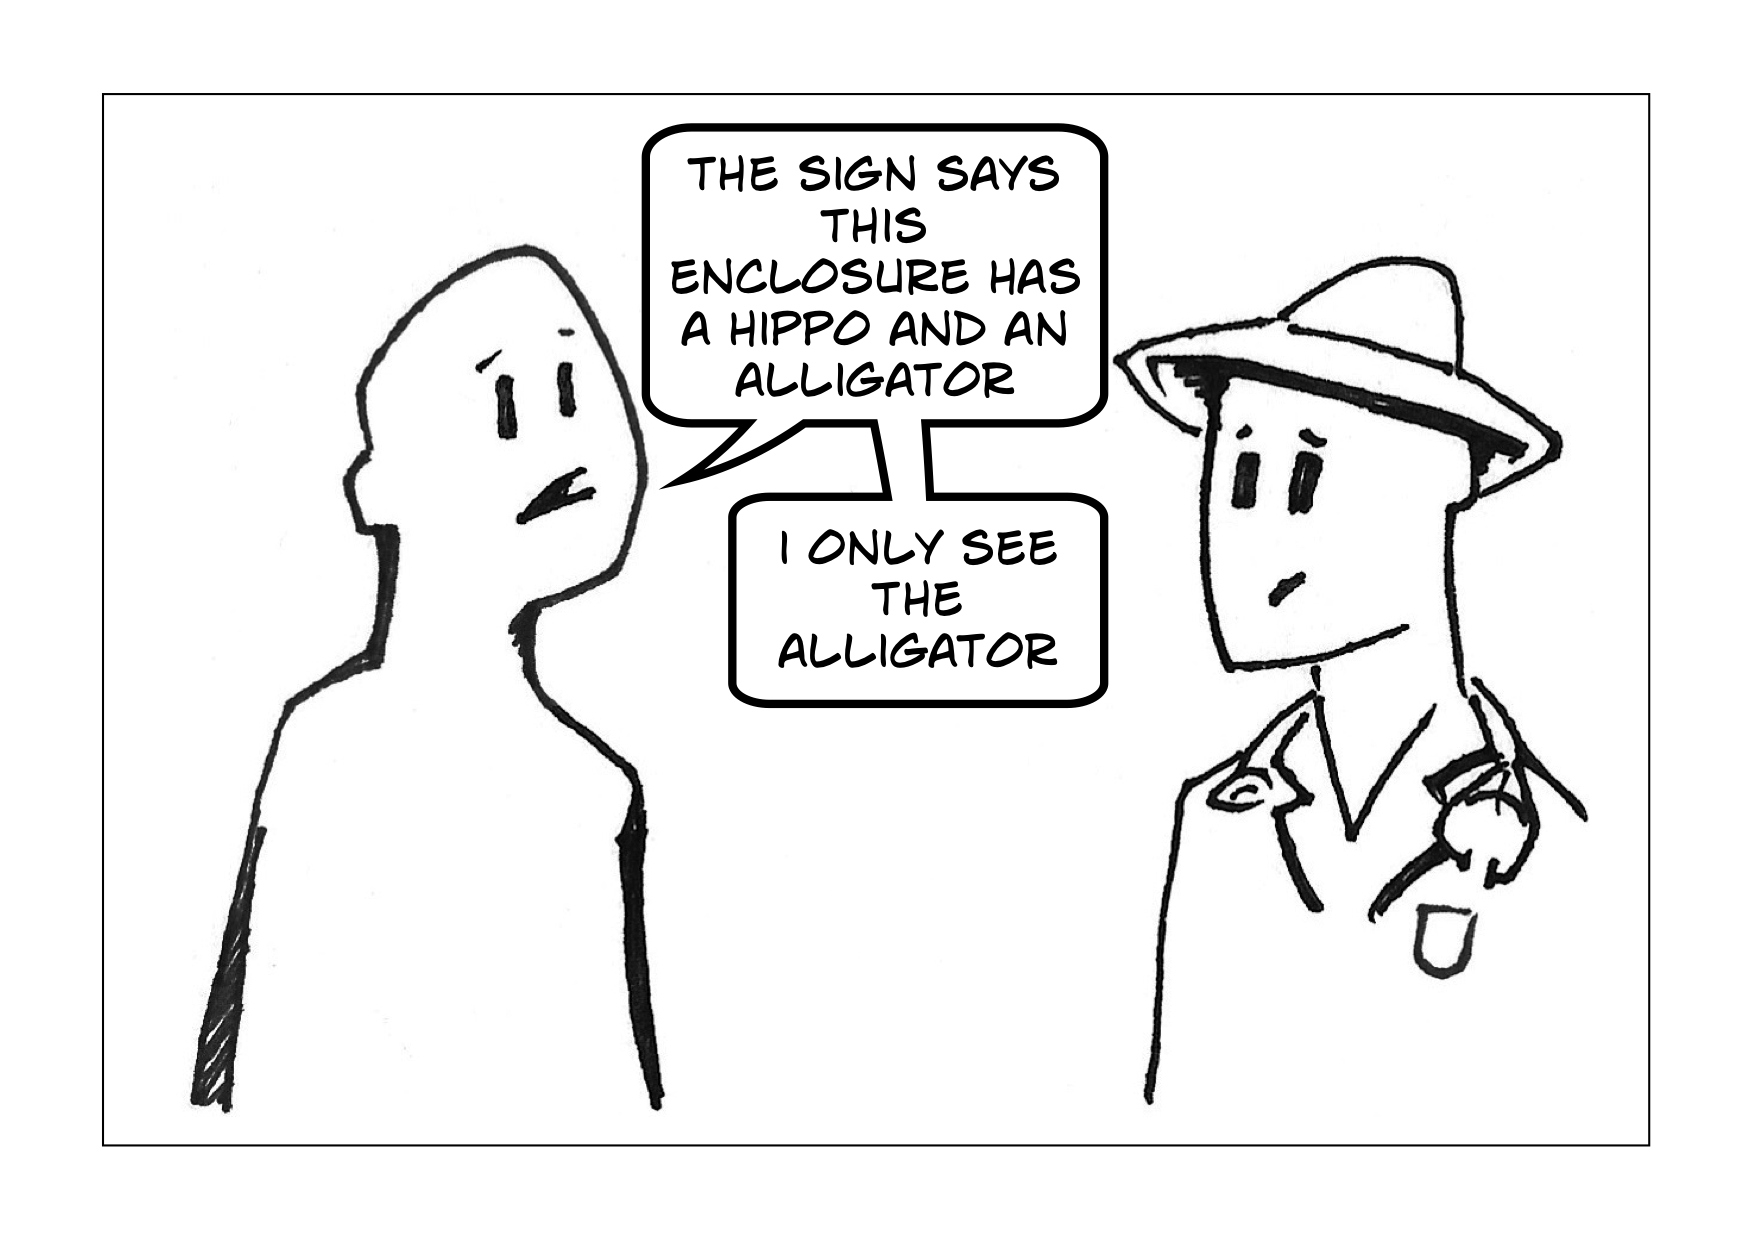 THE SIGN SAYS
THIS
ENCLOSURE HAS
A HIPPO AND AN
ALLIGATOR
I ONLY SEE
THE
ALLIGATOR